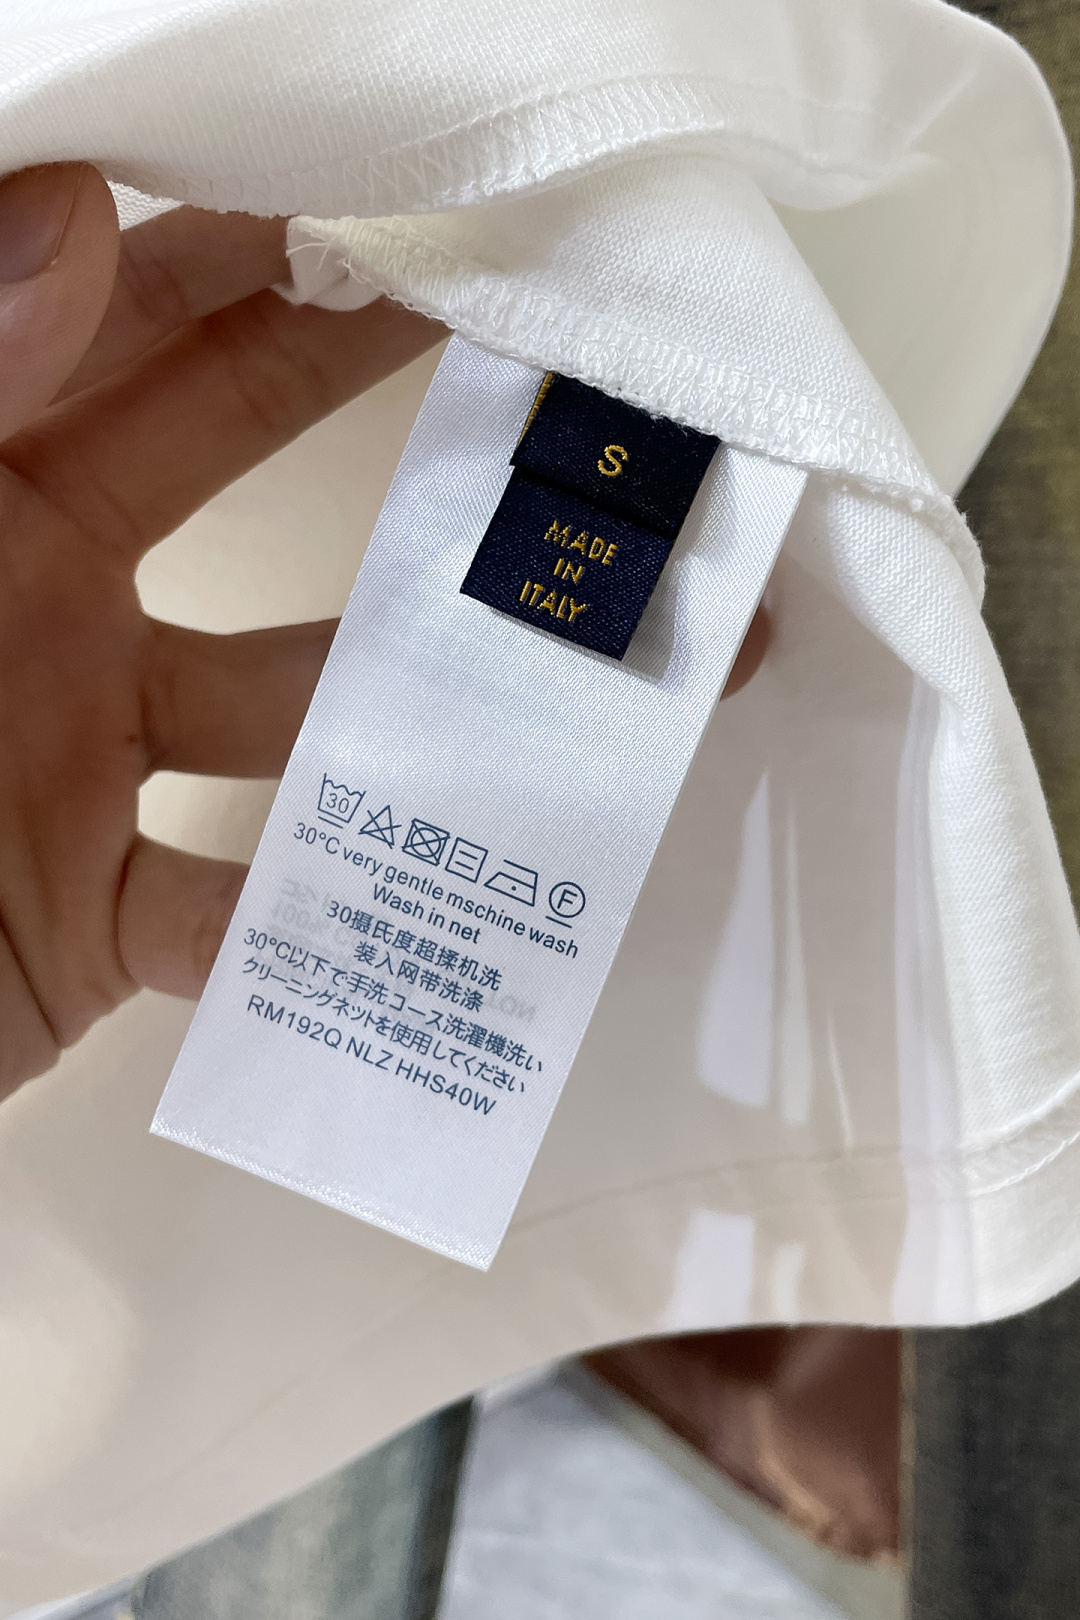 S
MADE
IN
ITALY
30
F
30°C very gentle mschine wash
Wash in net
30摄氏度超揉机洗
装入网带洗涤
30°C以下で手洗コース洗濯機洗い
クリーニングネットを使用してください
RM192Q NLZ HHS40W